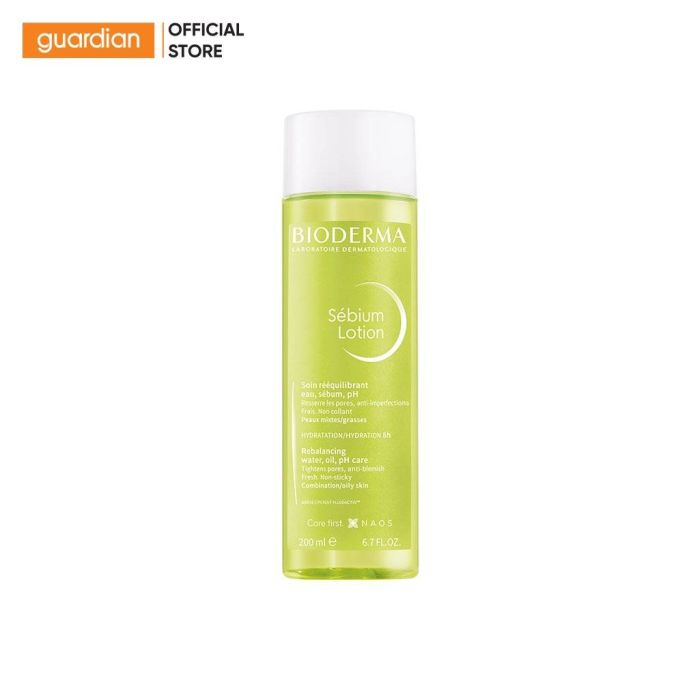 guardian
OFFICIAL
STORE
BIODERMA
LABORATOIRE DERMATOLOGIQUE
Sébium
Lotion
Soin rééquilibrant
eau, sébum, pH
Resserre les pores, anti-imperfections
Frais. Non collant
Peaux mixtes/grasses
HYDRATATION/HYDRATION 8h
Rebalancing
water, oil, pH care
Tightens pores, anti-blemish
Fresh. Non-sticky
Combination/oily skin
Care first. NAOS
200 ml e 6.7 FL.OZ.